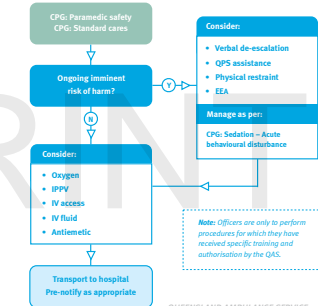 CPG: Paramedic safety
CPG: Standard cares
Ongoing imminent
risk of harm?
Y
N
Consider:
• Verbal de-escalation
• QPS assistance
• Physical restraint
• EEA
Manage as per:
CPG: Sedation – Acute
behavioural disturbance
Consider:
• Oxygen
• IPPV
• IV access
• IV fluid
• Antiemetic
Note: Officers are only to perform
procedures for which they have
received specific training and
authorisation by the QAS.
Transport to hospital
Pre-notify as appropriate
RINT